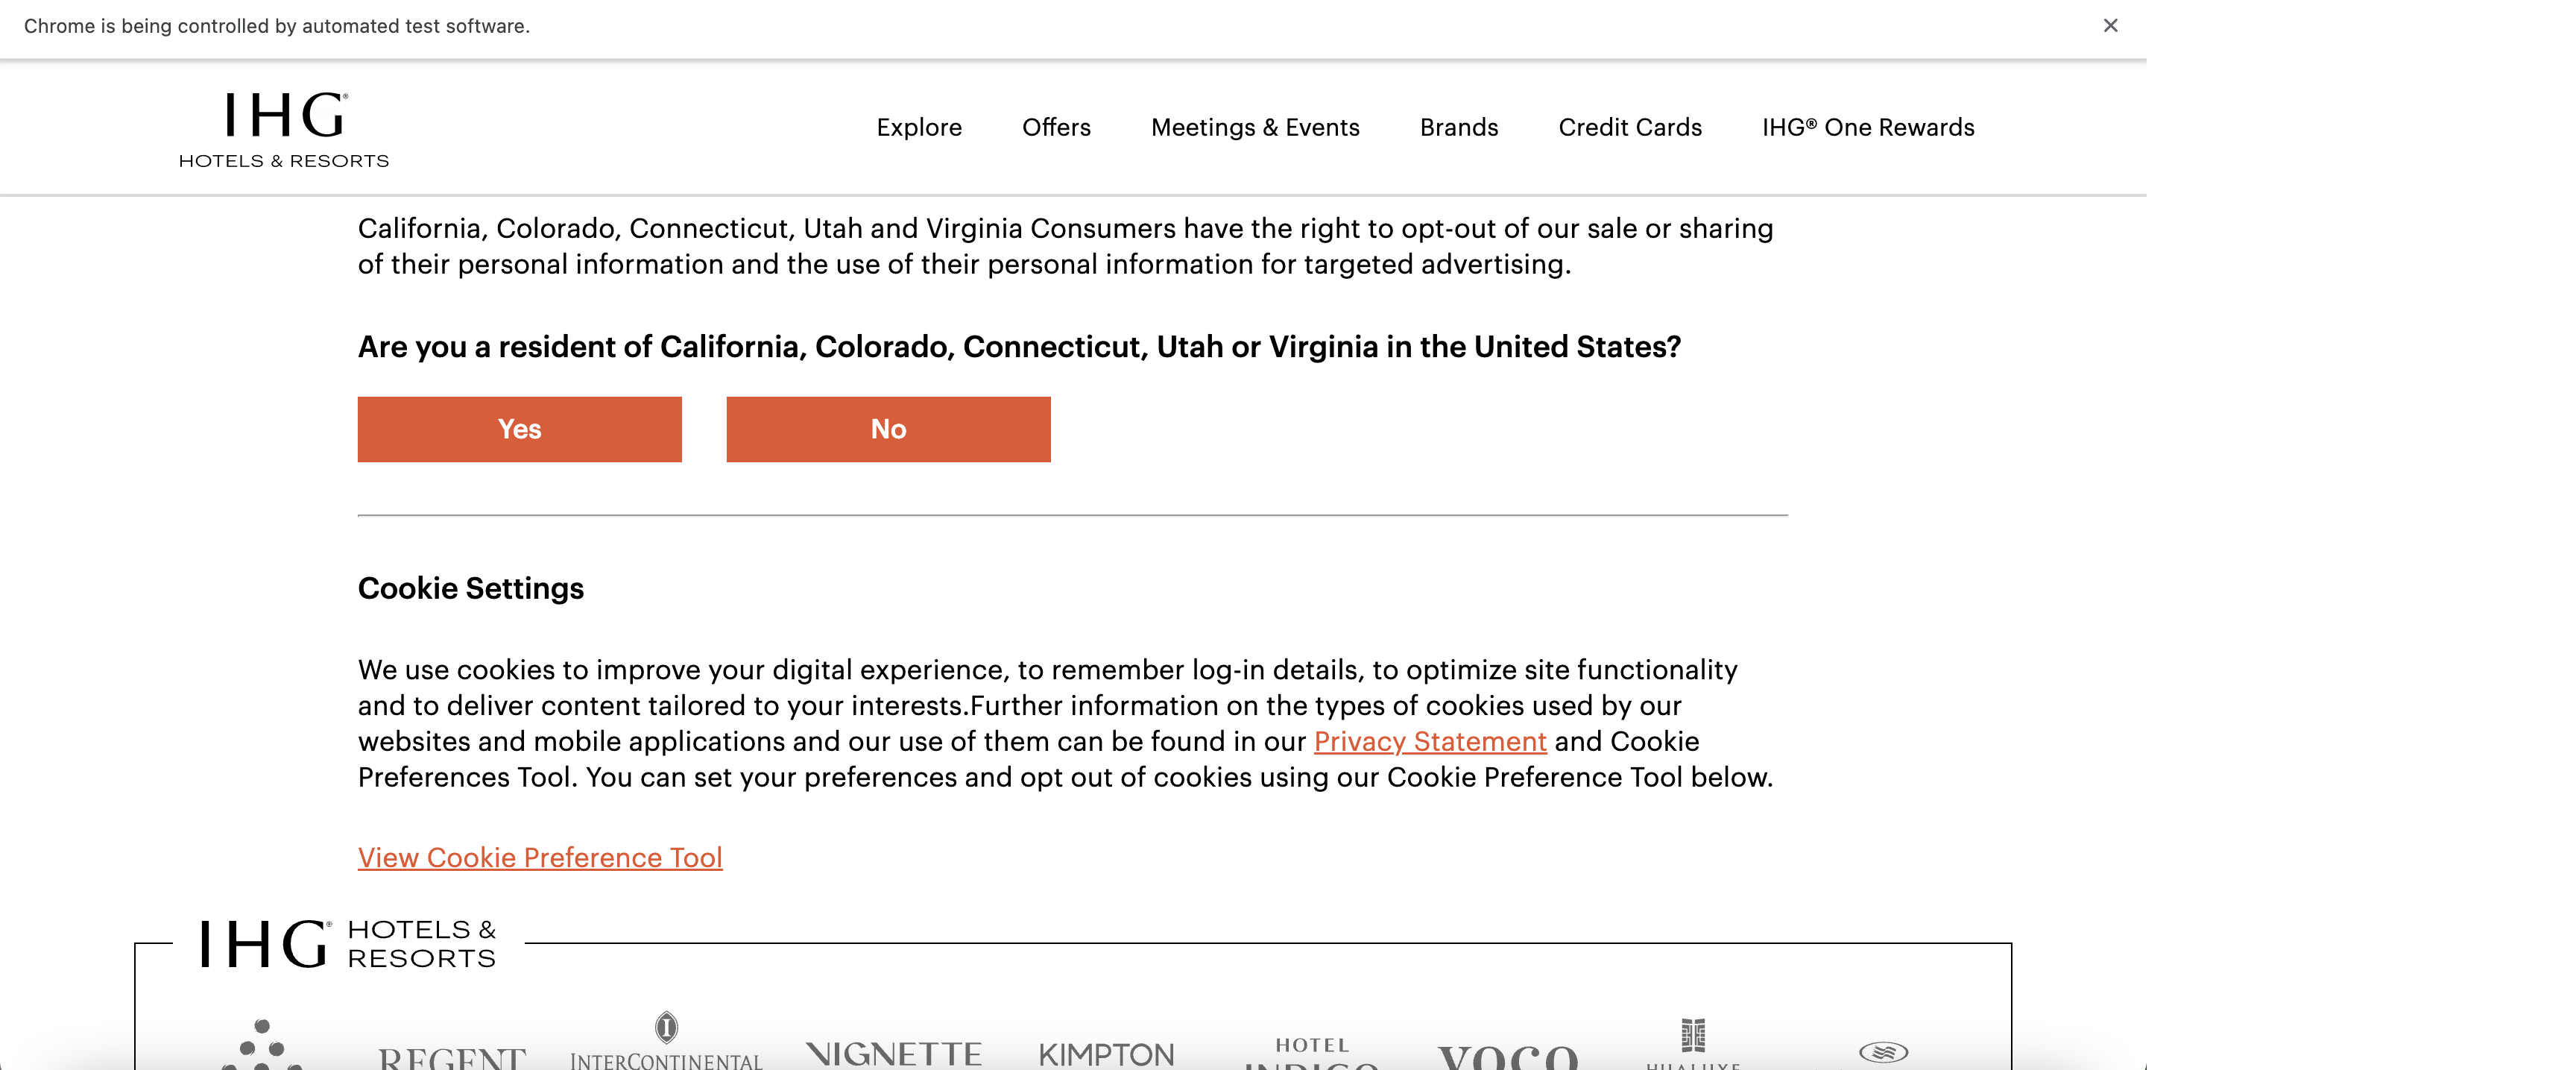 Chrome is being controlled by automated test software.
IHG®
HOTELS & RESORTS
Explore
Offers
Meetings & Events
Brands
Credit Cards
IHG® One Rewards
California, Colorado, Connecticut, Utah and Virginia Consumers have the right to opt-out of our sale or sharing
of their personal information and the use of their personal information for targeted advertising.
Are you a resident of California, Colorado, Connecticut, Utah or Virginia in the United States?
Yes
No
Cookie Settings
We use cookies to improve your digital experience, to remember log-in details, to optimize site functionality
and to deliver content tailored to your interests.Further information on the types of cookies used by our
websites and mobile applications and our use of them can be found in our Privacy Statement and Cookie
Preferences Tool. You can set your preferences and opt out of cookies using our Cookie Preference Tool below.
View Cookie Preference Tool
IHG® HOTELS &
RESORTS
REGENT
INTERCONTINENTAL
VIGNETTE
KIMPTON
HOTEL
INDIGO
voco
HUALUXE